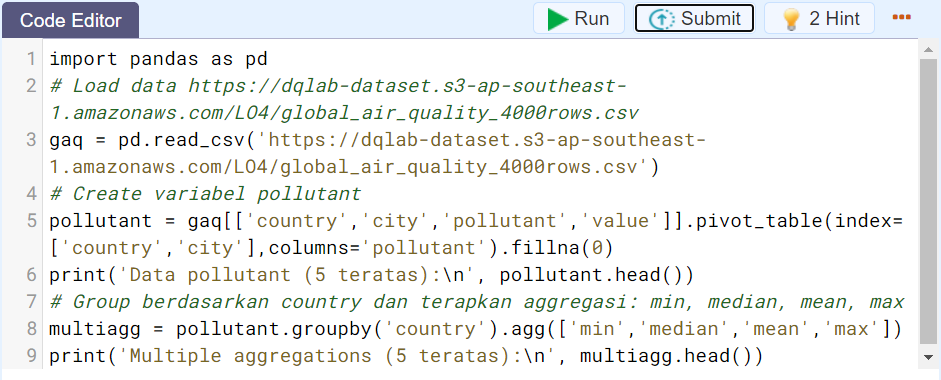 Code Editor
Run
Submit
2 Hint
1 import pandas as pd
2 # Load data https://dqlab-dataset.s3-ap-southeast-
1.amazonaws.com/LO4/global_air_quality_4000rows.csv
3 gaq = pd.read_csv('https://dqlab-dataset.s3-ap-southeast-
1.amazonaws.com/LO4/global_air_quality_4000rows.csv')
4 # Create variabel pollutant
5 pollutant = gaq[['country','city','pollutant','value']].pivot_table(index=
['country','city'],columns='pollutant').fillna(0)
6 print('Data pollutant (5 teratas):\n', pollutant.head())
7 # Group berdasarkan country dan terapkan aggregasi: min, median, mean, max
8 multiagg = pollutant.groupby('country').agg(['min','median','mean','max'])
9 print('Multiple aggregations (5 teratas):\n', multiagg.head())